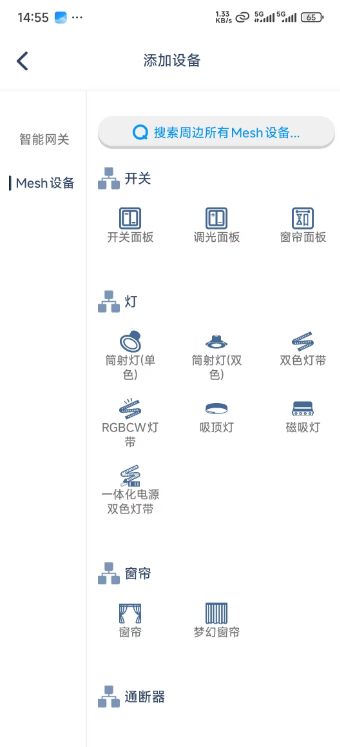 14:55 ...
1.33 KB/s 5G 5G 65
添加设备
智能网关
Mesh设备
搜索周边所有Mesh设备...
开关
开关面板 调光面板 窗帘面板
灯
筒射灯(单
色)
筒射灯(双
色)
双色灯带
RGBCW灯
带
吸顶灯
磁吸灯
一体化电源
双色灯带
窗帘
窗帘 梦幻窗帘
通断器